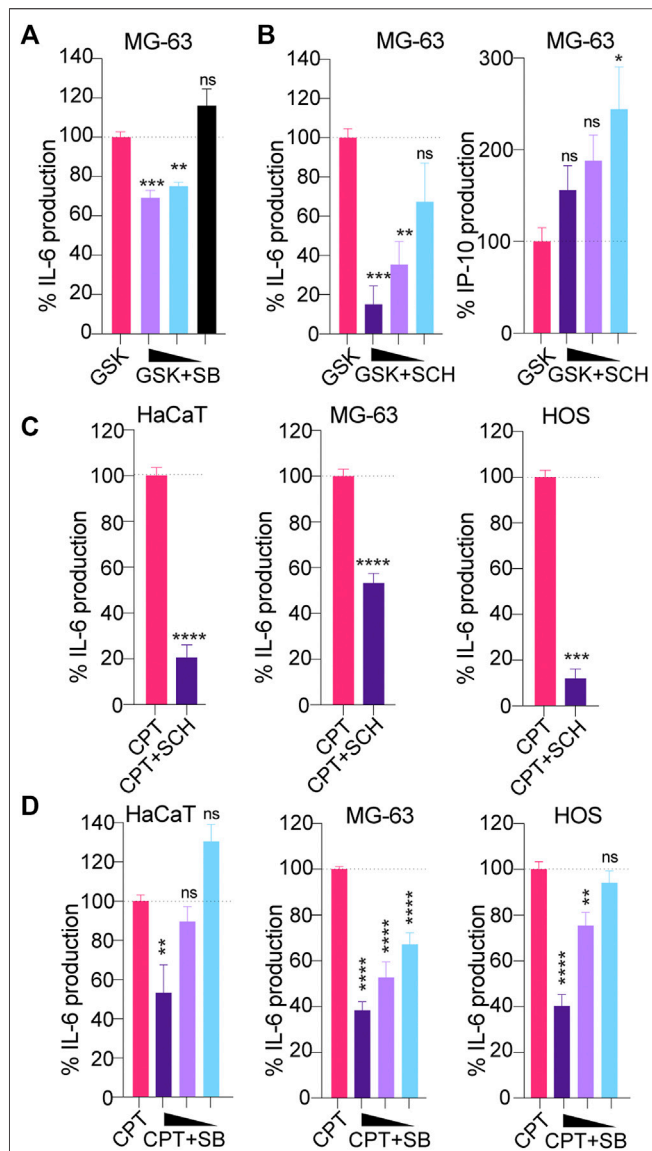 A
MG-63
% IL-6 production
140
120
100
80
60
40
20
0
***
**
ns
GSK
GSK+SB
B
MG-63
% IL-6 production
120
100
80
60
40
20
0
***
**
ns
GSK
GSK+SCH
MG-63
% IP-10 production
300
200
100
0
ns
ns
*
GSK
GSK+SCH
C
HaCaT
% IL-6 production
120
100
80
60
40
20
0
****
CPT
CPT+SCH
MG-63
% IL-6 production
120
100
80
60
40
20
0
****
CPT
CPT+SCH
HOS
% IL-6 production
120
100
80
60
40
20
0
***
CPT
CPT+SCH
D
HaCaT
% IL-6 production
140
120
100
80
60
40
20
0
**
ns
ns
CPT
CPT+SB
MG-63
% IL-6 production
120
100
80
60
40
20
0
****
****
****
CPT
CPT+SB
HOS
% IL-6 production
120
100
80
60
40
20
0
****
**
ns
CPT
CPT+SB